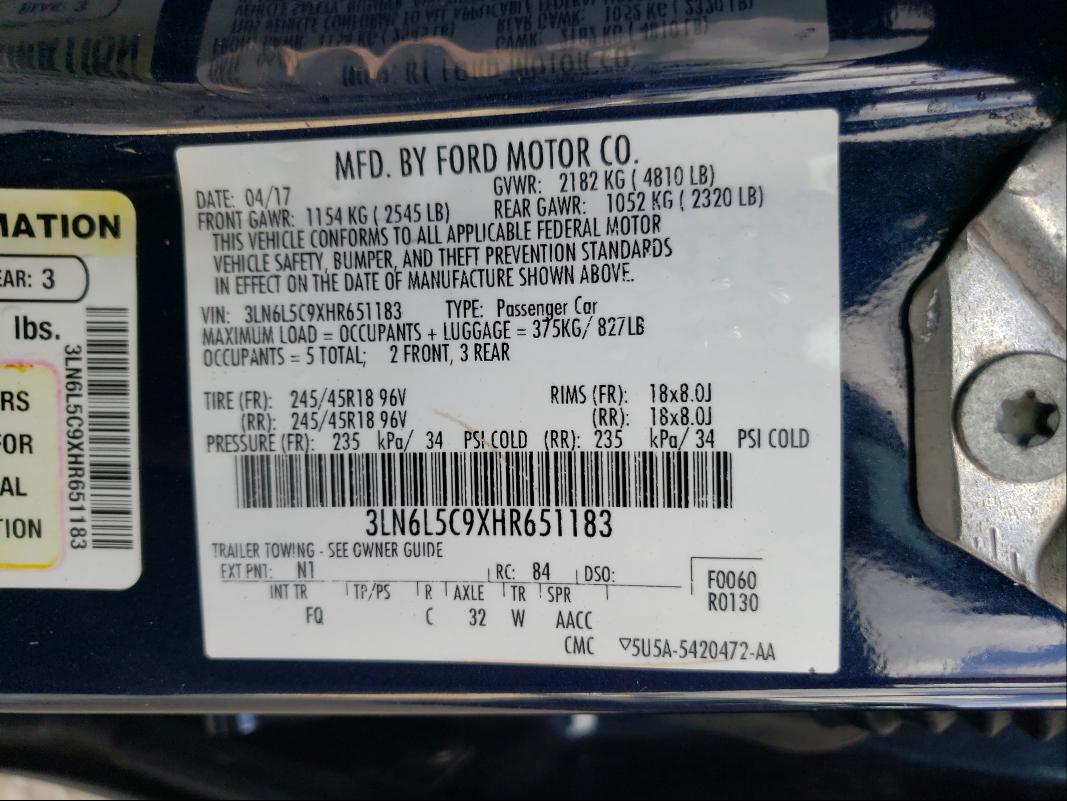 MFD. BY FORD MOTOR CO.
DATE: 04/17 GVWR: 2182 KG ( 4810 LB)
FRONT GAWR: 1154 KG ( 2545 LB) REAR GAWR: 1052 KG ( 2320 LB)
THIS VEHICLE CONFORMS TO ALL APPLICABLE FEDERAL MOTOR
VEHICLE SAFETY, BUMPER, AND THEFT PREVENTION STANDARDS
IN EFFECT ON THE DATE OF MANUFACTURE SHOWN ABOVE.
VIN: 3LN6L5C9XHR651183 TYPE: Passenger Car
MAXIMUM LOAD = OCCUPANTS + LUGGAGE = 375KG/ 827LB
OCCUPANTS = 5 TOTAL; 2 FRONT, 3 REAR
TIRE (FR): 245/45R18 96V RIMS (FR): 18x8.0J
(RR): 245/45R18 96V (RR): 18x8.0J
PRESSURE (FR): 235 kPa/ 34 PSI COLD (RR): 235 kPa/ 34 PSI COLD
3LN6L5C9XHR651183
TRAILER TOWING - SEE OWNER GUIDE
EXT PNT: N1 RC: 84 DSO:
INT TR TP/PS R AXLE TR SPR
FQ C 32 W AACC
F0060
R0130
CMC ▽5U5A-5420472-AA
MATION
EAR: 3
lbs.
3LN6L5C9XHR651183
RS
FOR
AL
TION